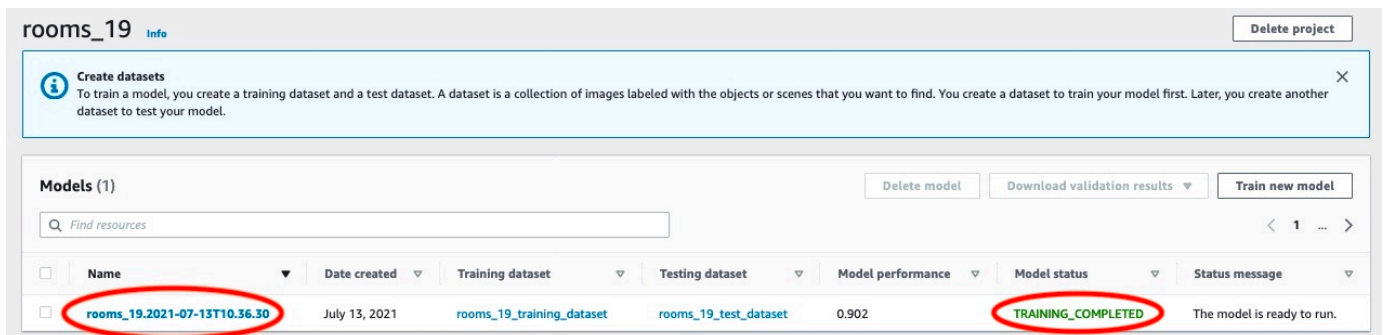 rooms_19 Info
Delete project
Create datasets
To train a model, you create a training dataset and a test dataset. A dataset is a collection of images labeled with the objects or scenes that you want to find. You create a dataset to train your model first. Later, you create another
dataset to test your model.
Models (1)
Delete model
Download validation results
Train new model
Find resources
1 ...
Name Date created Training dataset Testing dataset Model performance Model status Status message
rooms_19.2021-07-13T10.36.30 July 13, 2021 rooms_19_training_dataset rooms_19_test_dataset 0.902 TRAINING_COMPLETED The model is ready to run.